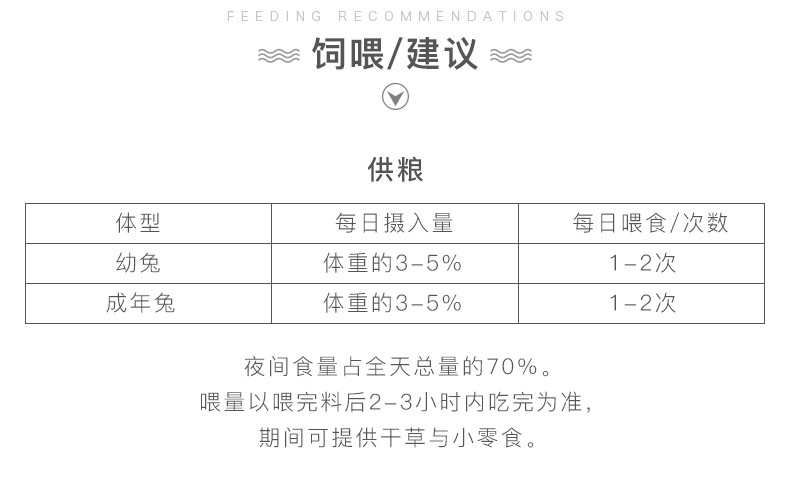 FEEDING RECOMMENDATIONS
饲喂/建议
供粮
体型 每日摄入量 每日喂食/次数
幼兔 体重的3-5% 1-2次
成年兔 体重的3-5% 1-2次
夜间食量占全天总量的70%。
喂量以喂完料后2-3小时内吃完为准,
期间可提供干草与小零食。